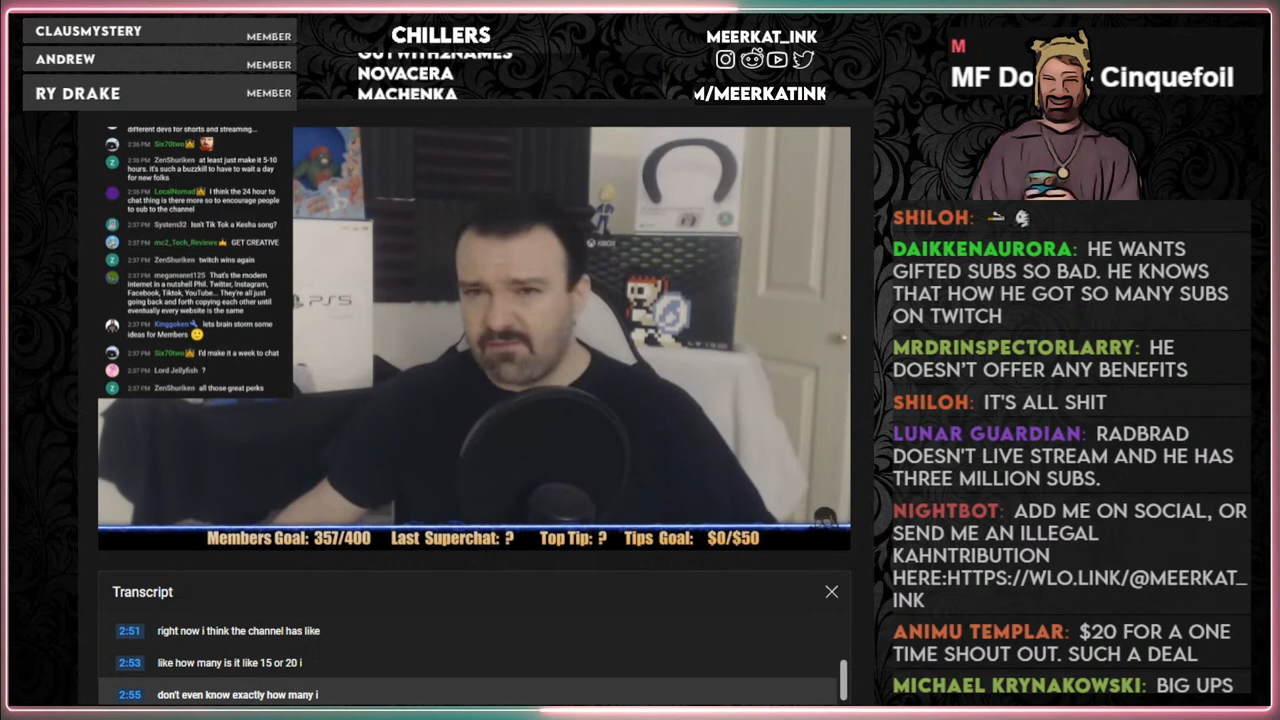 CLAUSMYSTERY
MEMBER
ANDREW
MEMBER
RY DRAKE
MEMBER
CHILLERS
GUYWITH2NAMES
NOVACERA
MACHENKA
MEERKAT_INK
M/MEERKATINK
M
MF Do
Cinquefoil
different devs for shorts and streaming...
2:36 PM Six70two
2:36 PM ZenShuriken at least just make it 5-10
hours. it's such a buzzkill to have to wait a day
for new folks
2:36 PM LocalNomad I think the 24 hour to
chat thing is there more so to encourage people
to sub to the channel
2:37 PM System32 Isn't Tik Tok a Kesha song?
2:37 PM mc2_Tech_Reviews GET CREATIVE
2:37 PM ZenShuriken twitch wins again
2:37 PM megamannt125 That's the modern
internet in a nutshell Phil. Twitter, Instagram,
Facebook, Tiktok, YouTube... They're all just
going back and forth copying each other until
eventually every website is the same
2:37 PM Kinggoken lets brain storm some
ideas for Members
2:37 PM Six70two I'd make it a week to chat
2:37 PM Lord Jellyfish ?
2:37 PM ZenShuriken all those great perks
PS5
XBOX
Members Goal: 357/400 Last Superchat: ? Top Tip: ? Tips Goal: $0/$50
Transcript
2:51 right now i think the channel has like
2:53 like how many is it like 15 or 20 i
2:55 don't even know exactly how many i
SHILOH:
DAIKKENAURORA: HE WANTS
GIFTED SUBS SO BAD. HE KNOWS
THAT HOW HE GOT SO MANY SUBS
ON TWITCH
MRDRINSPECTORLARRY: HE
DOESN'T OFFER ANY BENEFITS
SHILOH: IT'S ALL SHIT
LUNAR GUARDIAN: RADBRAD
DOESN'T LIVE STREAM AND HE HAS
THREE MILLION SUBS.
NIGHTBOT: ADD ME ON SOCIAL, OR
SEND ME AN ILLEGAL
KAHNTRIBUTION
HERE:HTTPS://WLO.LINK/@MEERKAT_
INK
ANIMU TEMPLAR: $20 FOR A ONE
TIME SHOUT OUT. SUCH A DEAL
MICHAEL KRYNAKOWSKI: BIG UPS